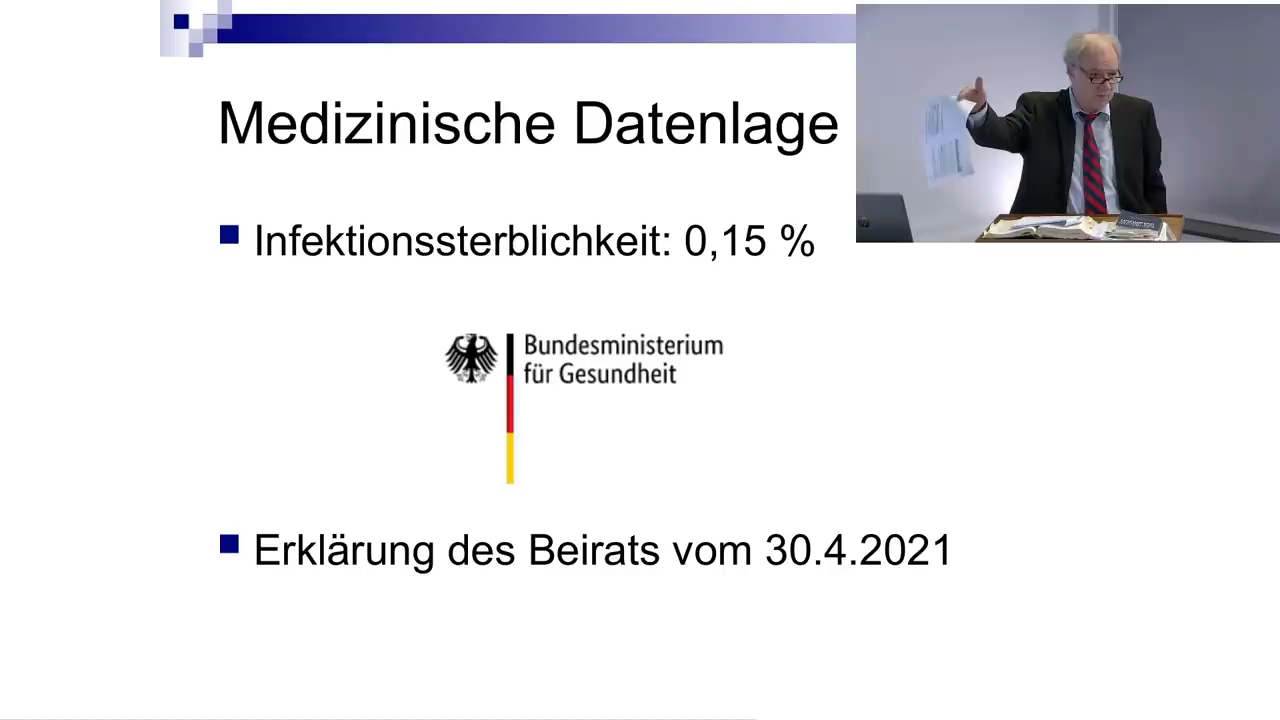 Medizinische Datenlage
Infektionssterblichkeit: 0,15 %
Bundesministerium
für Gesundheit
Erklärung des Beirats vom 30.4.2021